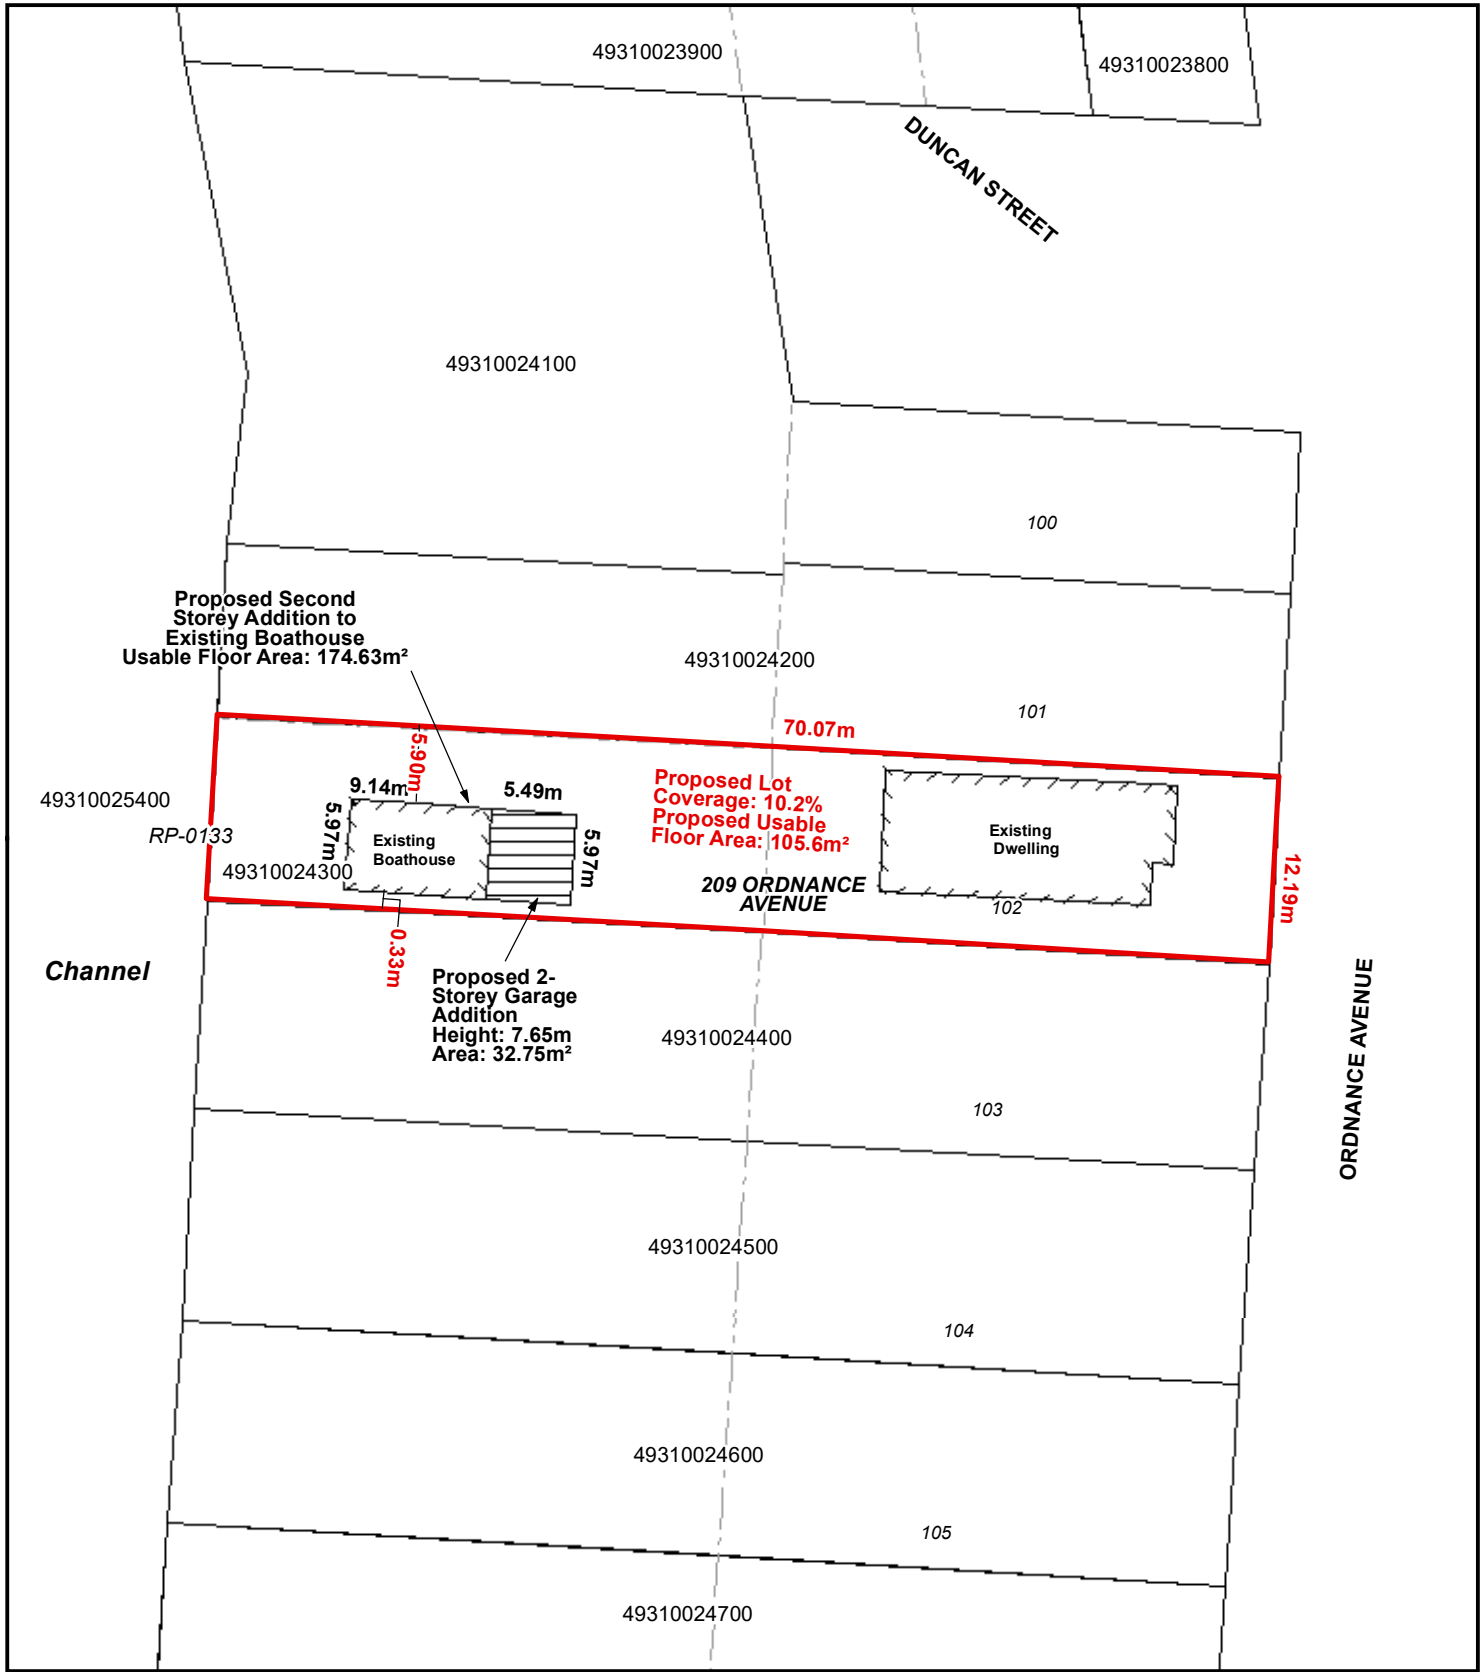 49310023900
49310023800
DUNCAN STREET
49310024100
100
Proposed Second
Storey Addition to
Existing Boathouse
Usable Floor Area: 174.63m²
49310024200
101
70.07m
5.90m
9.14m
5.49m
Proposed Lot
Coverage: 10.2%
Proposed Usable
Floor Area: 105.6m²
49310025400
RP-0133
5.97m
Existing
Boathouse
5.97m
Existing
Dwelling
49310024300
209 ORDNANCE
AVENUE
102
12.19m
0.33m
Channel
Proposed 2-
Storey Garage
Addition
Height: 7.65m
Area: 32.75m²
49310024400
ORDNANCE AVENUE
103
49310024500
104
49310024600
105
49310024700